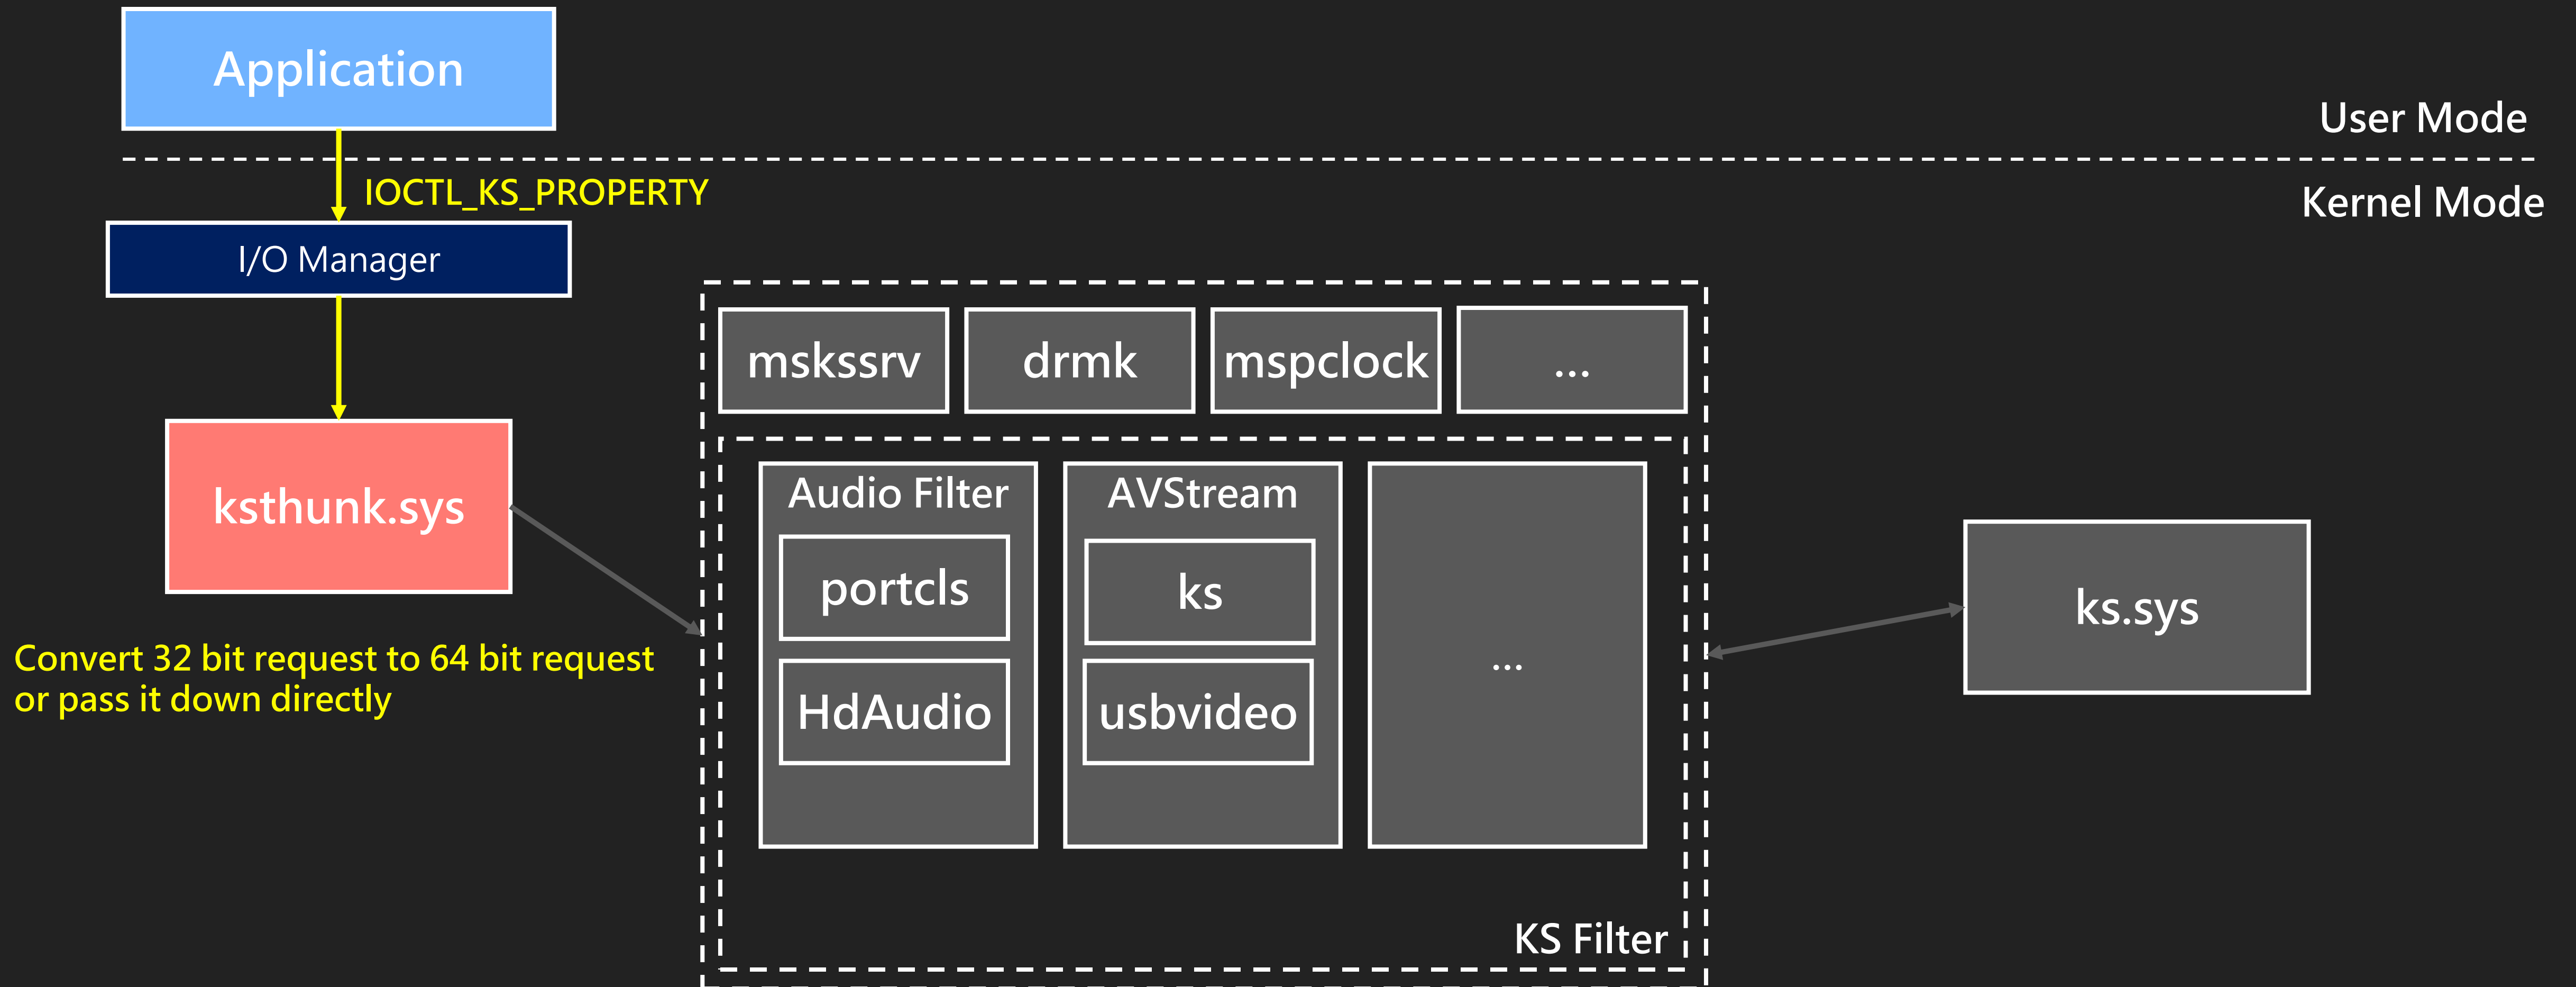 Application
User Mode
IOCTL_KS_PROPERTY
Kernel Mode
I/O Manager
mskssrv
drmk
mspclock
...
ksthunk.sys
Audio Filter
AVStream
portcls
ks
...
HdAudio
usbvideo
ks.sys
Convert 32 bit request to 64 bit request
or pass it down directly
KS Filter